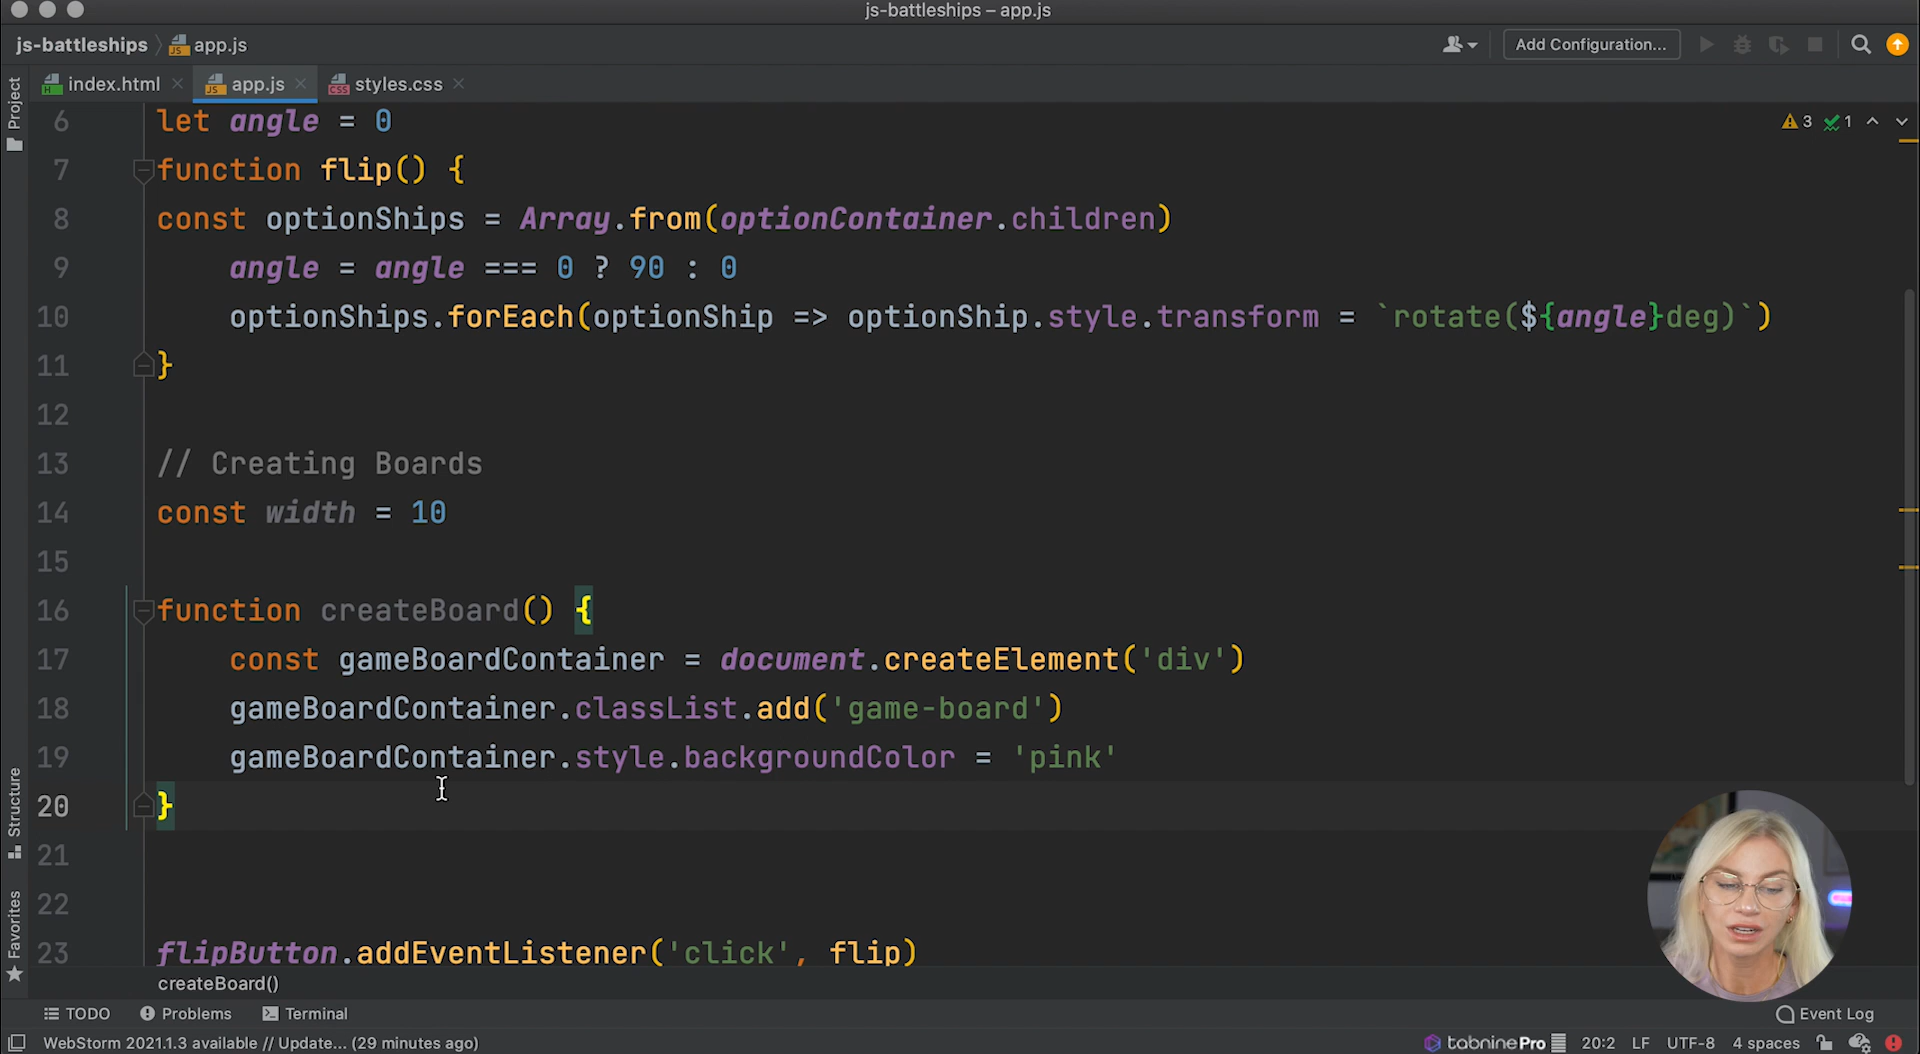 js-battleships – app.js
js-battleships app.js
Add Configuration...
index.html
app.js
styles.css
Project
Structure
Favorites
3 1
6 let angle = 0
7 function flip() {
8 const optionShips = Array.from(optionContainer.children)
9 angle = angle === 0 ? 90 : 0
10 optionShips.forEach(optionShip => optionShip.style.transform = `rotate(${angle}deg)`)
11 }
12
13 // Creating Boards
14 const width = 10
15
16 function createBoard() {
17 const gameBoardContainer = document.createElement('div')
18 gameBoardContainer.classList.add('game-board')
19 gameBoardContainer.style.backgroundColor = 'pink'
20 }
21
22
23 flipButton.addEventListener('click', flip)
createBoard()
TODO Problems Terminal Event Log
WebStorm 2021.1.3 available // Update... (29 minutes ago) tabninePro 20:2 LF UTF-8 4 spaces